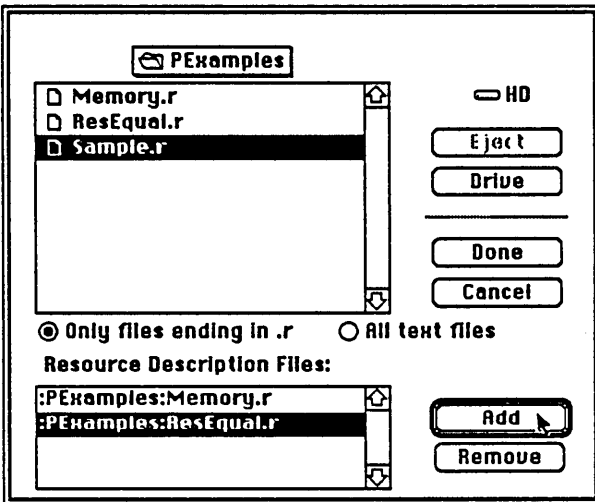 PExamples
Memory.r
ResEqual.r
Sample.r
HD
Eject
Drive
Done
Cancel
Only files ending in .r
All text files
Resource Description Files:
:PExamples:Memory.r
:PExamples:ResEqual.r
Add
Remove